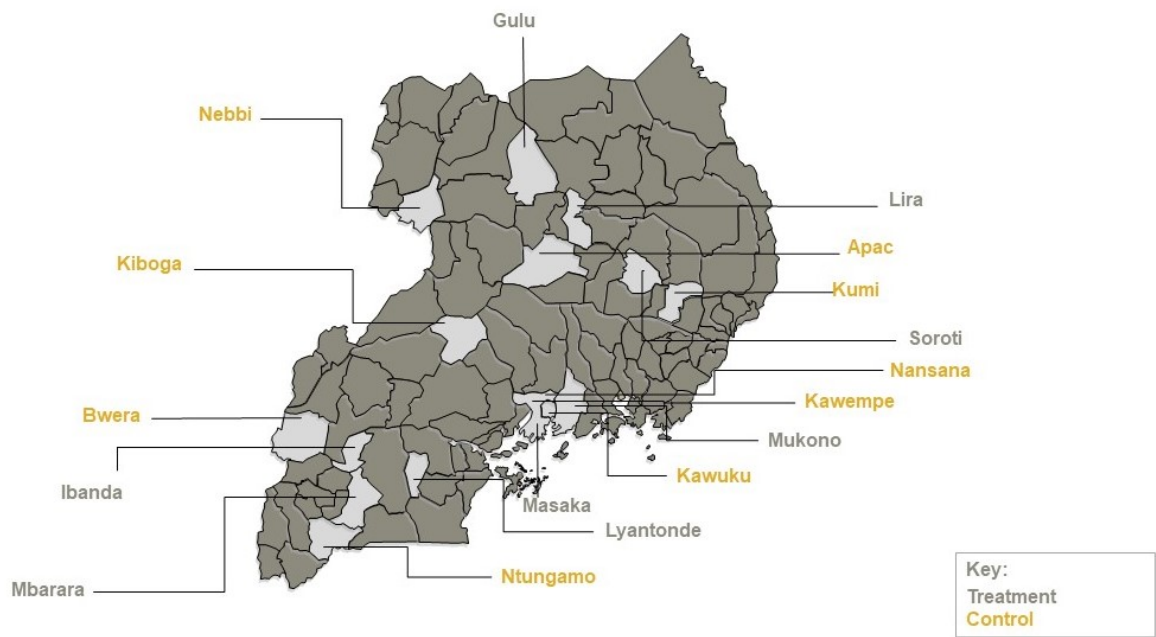 Gulu
Nebbi
Lira
Apac
Kiboga
Kumi
Soroti
Nansana
Kawempe
Bwera
Mukono
Kawuku
Ibanda
Masaka
Lyantonde
Ntungamo
Mbarara
Key:
Treatment
Control